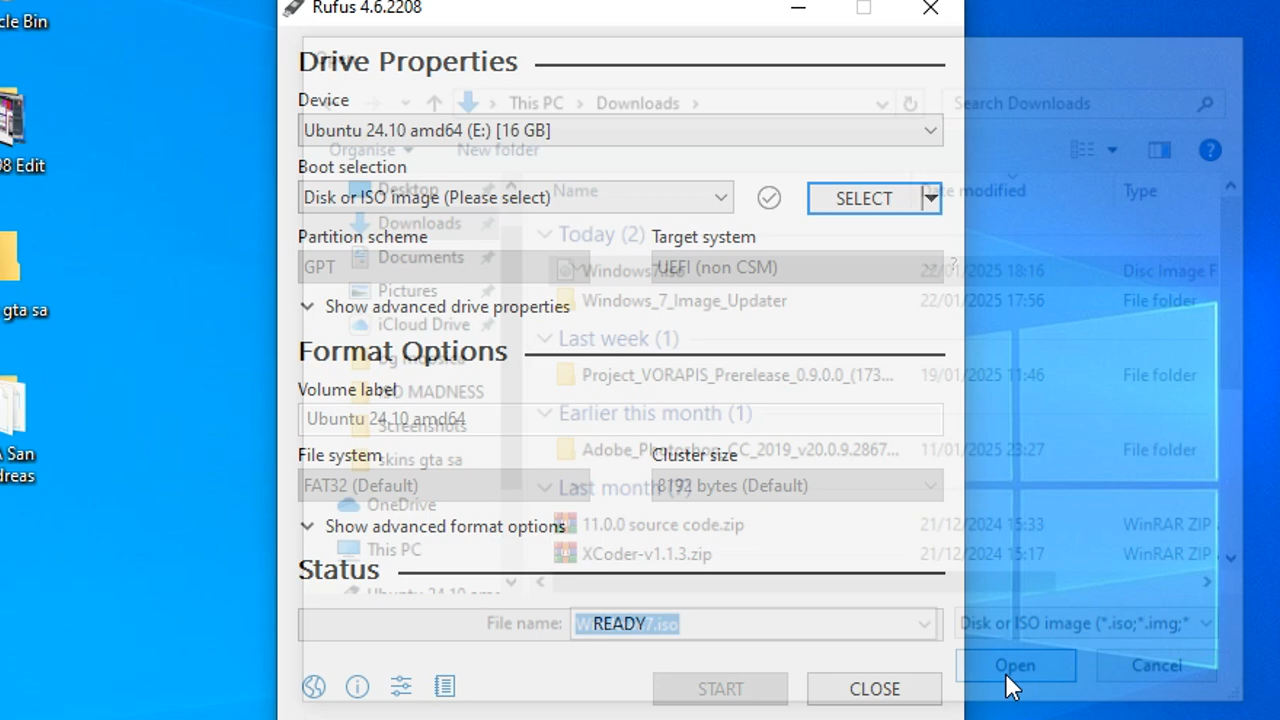 cle Bin
98 Edit
gta sa
A San
dreas
Rufus 4.6.2208
Drive Properties
Device
Ubuntu 24.10 amd64 (E:) [16 GB]
Boot selection
Disk or ISO image (Please select)
SELECT
Partition scheme
Target system
GPT
UEFI (non CSM)
?
Show advanced drive properties
Format Options
Volume label
Ubuntu 24.10 amd64
File system
Cluster size
FAT32 (Default)
8192 bytes (Default)
Show advanced format options
Status
READY
START
CLOSE
Open
This PC
Downloads
Search Downloads
Organise
New folder
?
Desktop
Downloads
Documents
Pictures
iCloud Drive
ISO MADNESS
Screenshots
skins gta sa
OneDrive
This PC
Ubuntu 24.10 am
Name
Date modified
Type
Today (2)
Windows7.iso
22/01/2025 18:16
Disc Image F
Windows_7_Image_Updater
22/01/2025 17:56
File folder
Last week (1)
Project_VORAPIS_Prerelease_0.9.0.0_(173...
19/01/2025 11:46
File folder
Earlier this month (1)
Adobe_Photoshop_CC_2019_v20.0.9.2867...
11/01/2025 23:27
File folder
Last month
11.0.0 source code.zip
21/12/2024 15:33
WinRAR ZIP
XCoder-v1.1.3.zip
21/12/2024 15:17
WinRAR ZIP
File name:
Windows7.iso
Disk or ISO image (*.iso;*.img;*
Open
Cancel